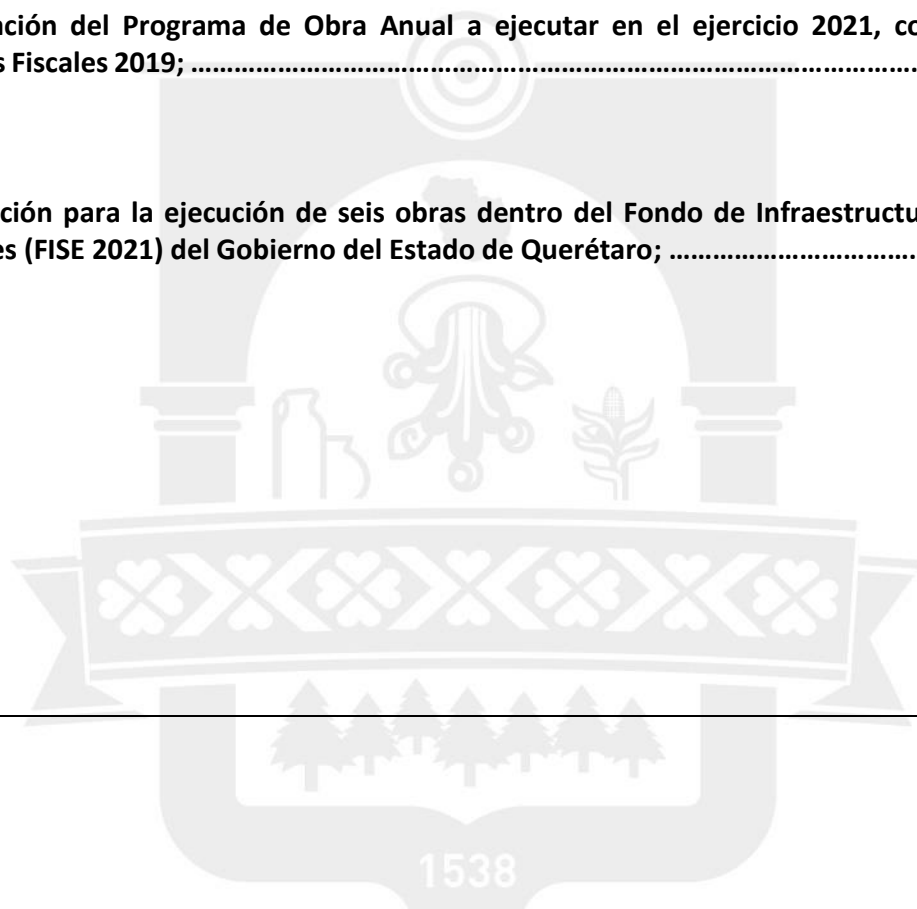 ación del Programa de Obra Anual a ejecutar en el ejercicio 2021, co
s Fiscales 2019; ……………………………………………………………………………………
ción para la ejecución de seis obras dentro del Fondo de Infraestructu
es (FISE 2021) del Gobierno del Estado de Querétaro; ……………………………
1538